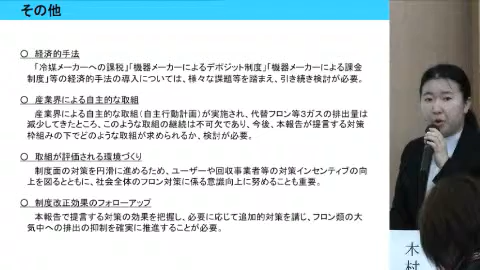 その他
○ 経済的手法
「冷媒メーカーへの課税」「機器メーカーによるデポジット制度」「機器メーカーによる課金
制度」等の経済的手法の導入については、様々な課題等を踏まえ、引き続き検討が必要。
○ 産業界による自主的な取組
産業界による自主的な取組（自主行動計画）が実施され、代替フロン等3ガスの排出量は
減少してきたところ、このような取組の継続は不可欠であり、今後、本報告が提言する対策
枠組みの下でどのような取組が求められるか、検討が必要。
○ 取組が評価される環境づくり
制度面の対策を円滑に進めるため、ユーザーや回収事業者等の対策インセンティブの向
上を図るとともに、社会全体のフロン対策に係る意識向上に努めることも重要。
○ 制度改正効果のフォローアップ
本報告で提言する対策の効果を把握し、必要に応じて追加的対策を講じ、フロン類の大
気中への排出の抑制を確実に推進することが必要。
木村